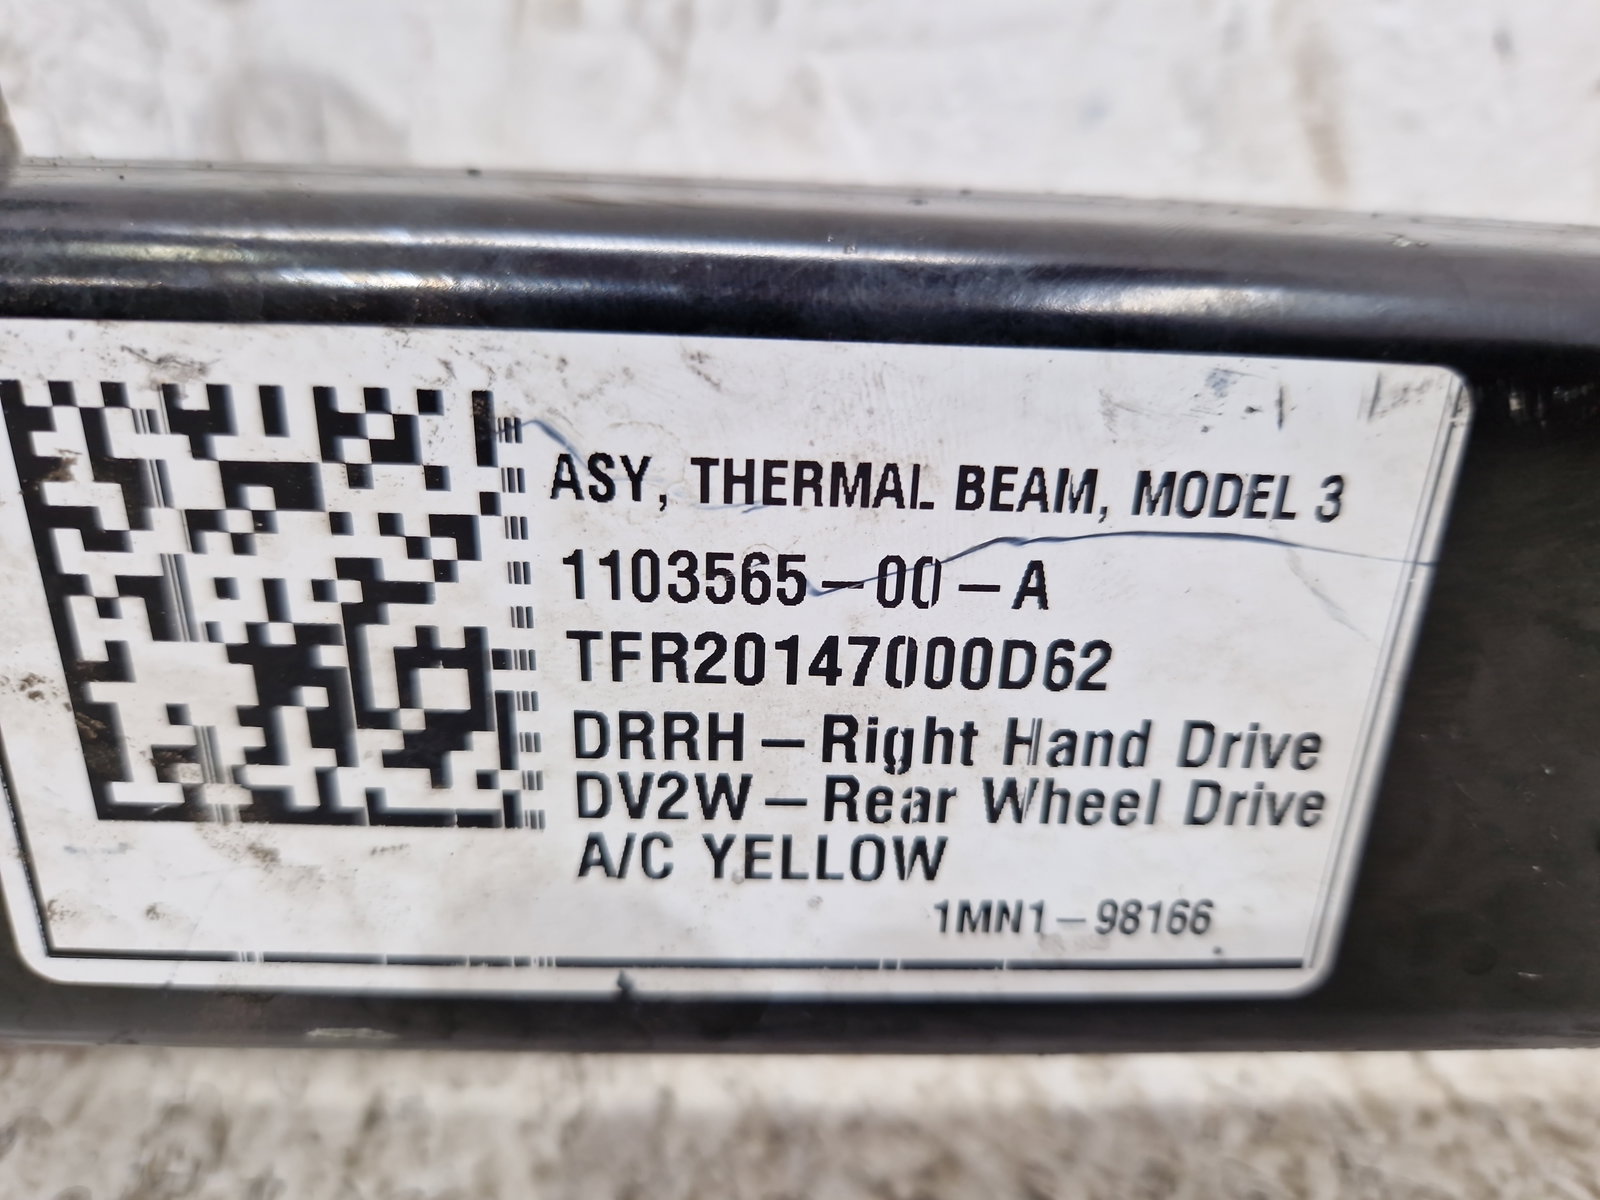 ASY, THERMAL BEAM, MODEL 3
1103565-00-A
TFR20147000D62
DRRH-Right Hand Drive
DV2W-Rear Wheel Drive
A/C YELLOW
1MN1-98166